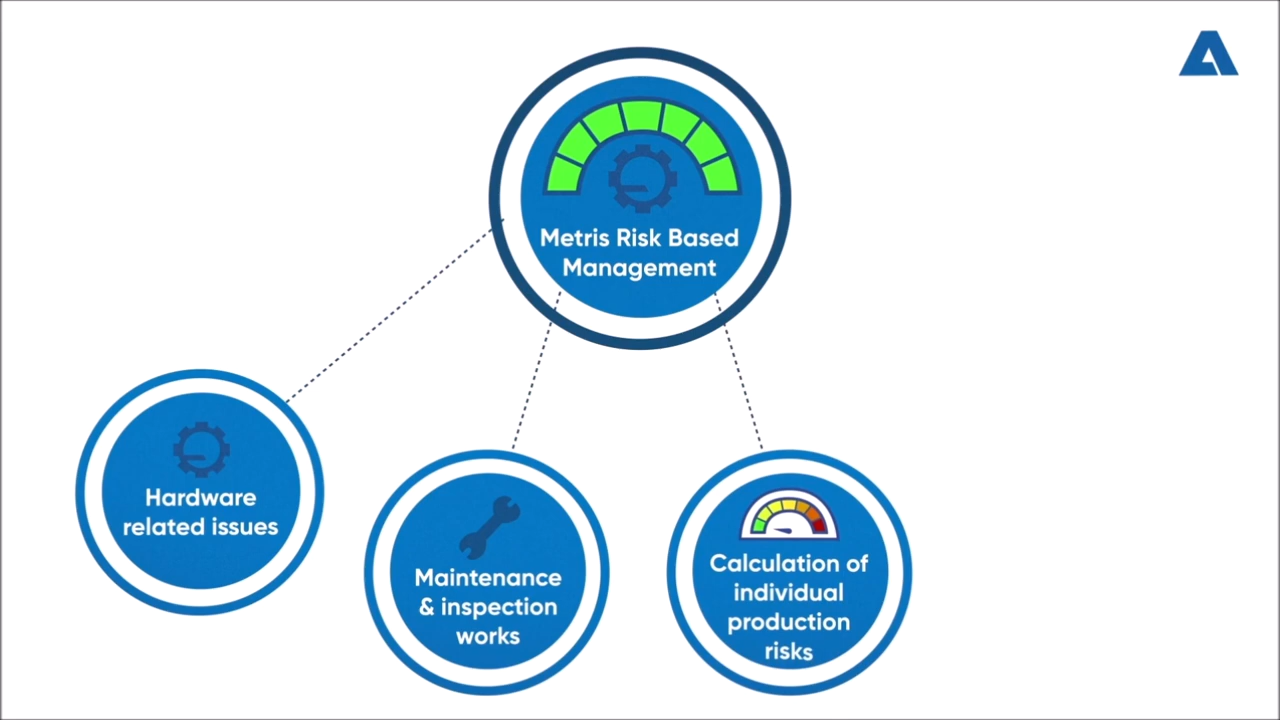 Metris Risk Based
Management
Hardware
related issues
Maintenance
& inspection
works
Calculation of
individual
production
risks